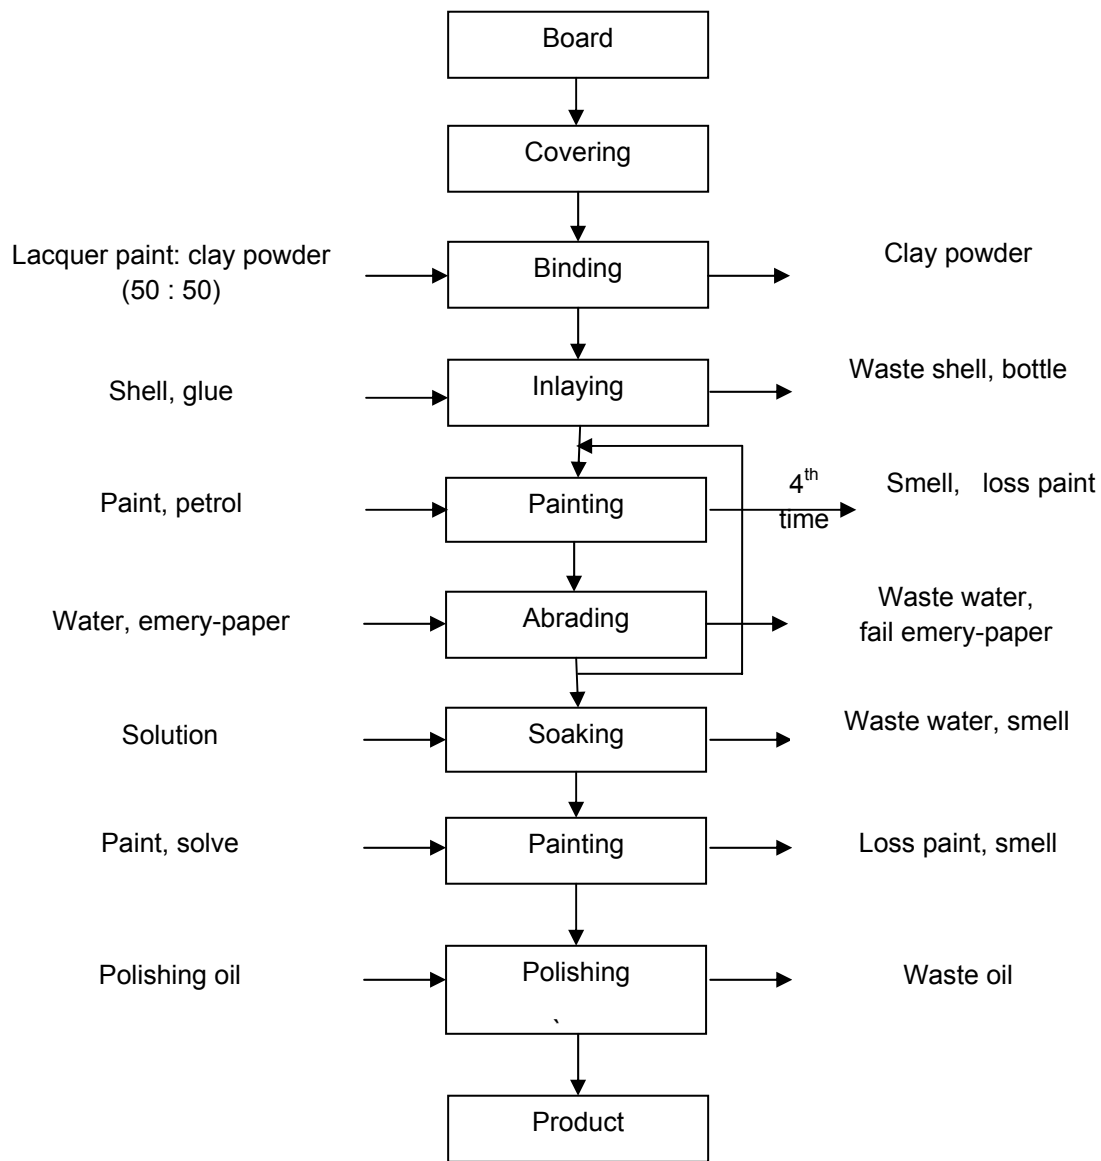 Board
Covering
Lacquer paint: clay powder
(50 : 50)
Binding
Clay powder
Shell, glue
Inlaying
Waste shell, bottle
Paint, petrol
Painting
4th
time
Smell, loss paint
Water, emery-paper
Abrading
Waste water,
fail emery-paper
Solution
Soaking
Waste water, smell
Paint, solve
Painting
Loss paint, smell
Polishing oil
Polishing
`
Waste oil
Product